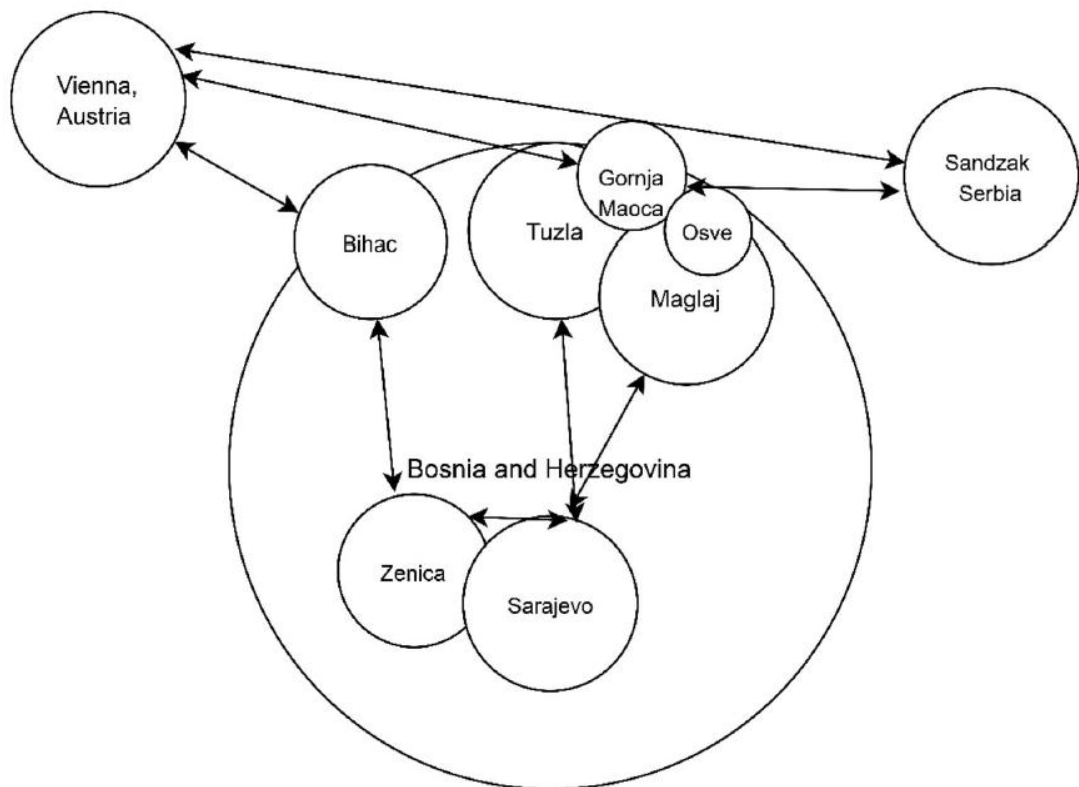 Vienna,
Austria
Sandzak
Serbia
Gornja
Maoca
Tuzla
Osve
Bihac
Maglaj
Bosnia and Herzegovina
Zenica
Sarajevo